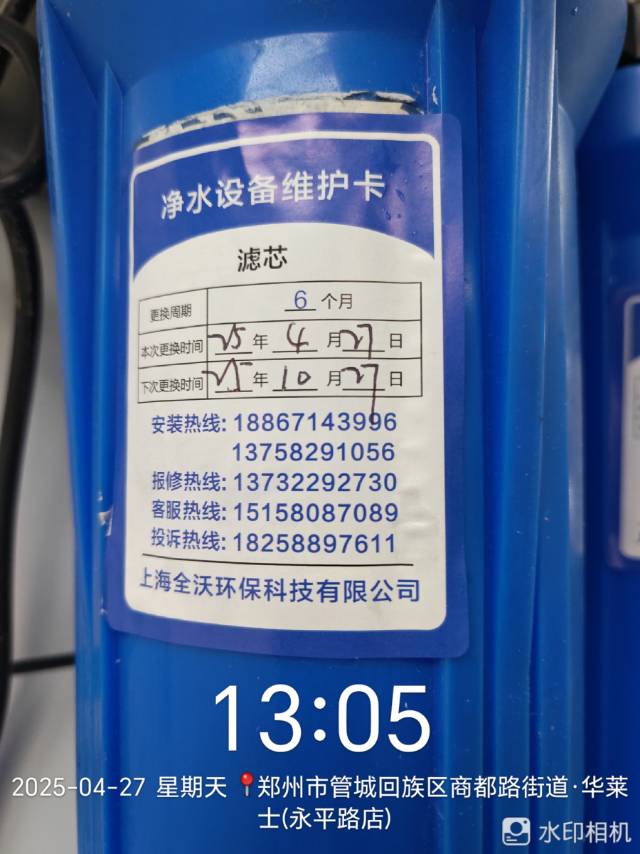 净水设备维护卡
滤芯
更换周期 6 个月
本次更换时间 25 年 4 月 27 日
下次更换时间 25 年 10 月 27 日
安装热线: 18867143996
13758291056
报修热线: 13732292730
客服热线: 15158087089
投诉热线: 18258897611
上海全沃环保科技有限公司
13:05
2025-04-27 星期天 📍郑州市管城回族区商都路街道·华莱
士(永平路店)
水印相机